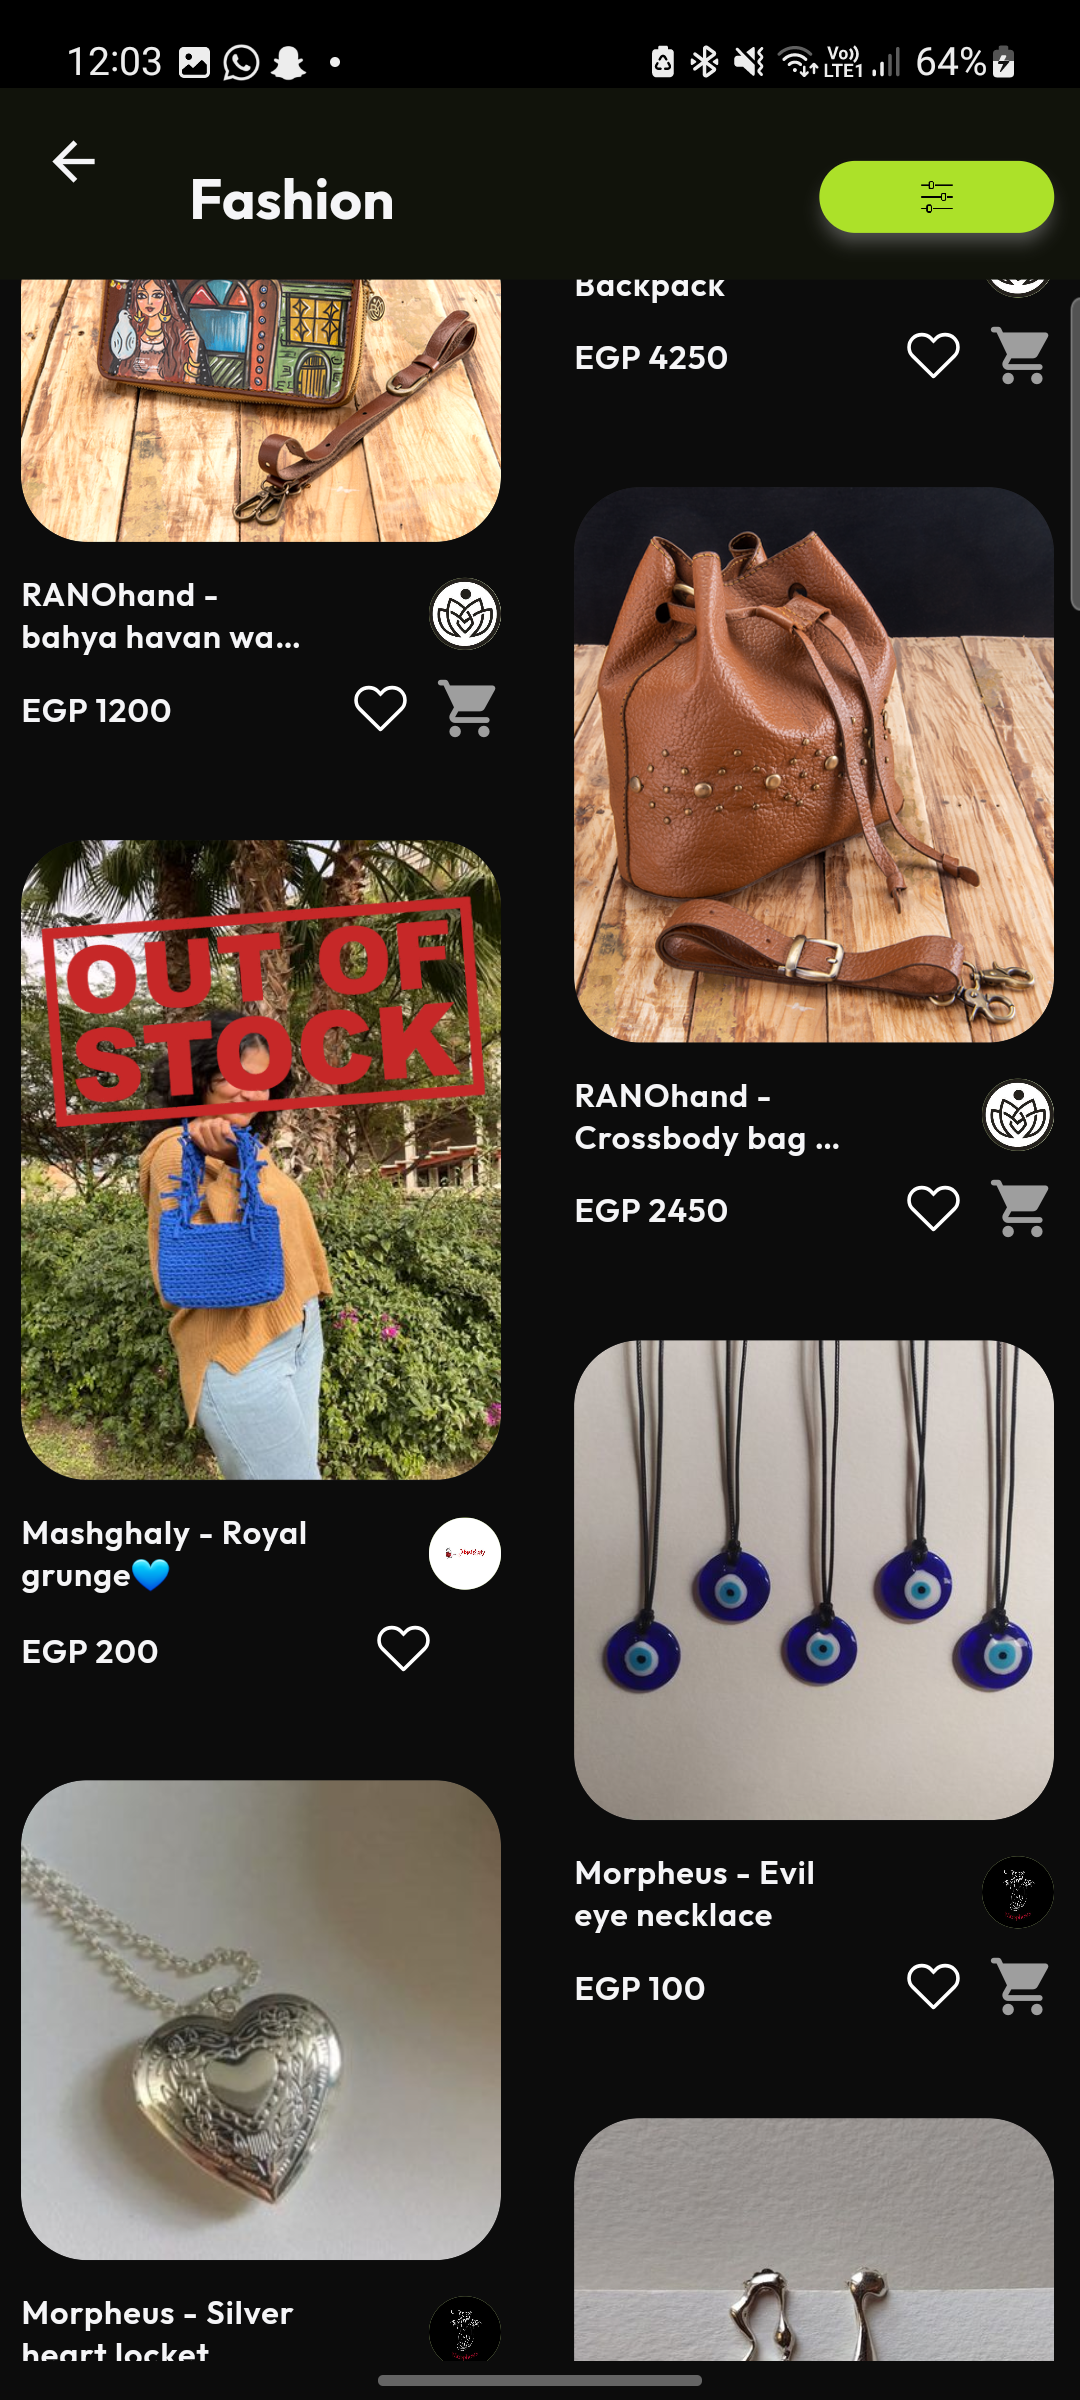 12:03
Vo)) LTE1
64%
Fashion
RANOhand -
bahya havan wa...
EGP 1200
OUT OF
STOCK
Mashghaly - Royal
grunge💙
EGP 200
Morpheus - Silver
heart locket
Backpack
EGP 4250
RANOhand -
Crossbody bag ...
EGP 2450
Morpheus - Evil
eye necklace
EGP 100